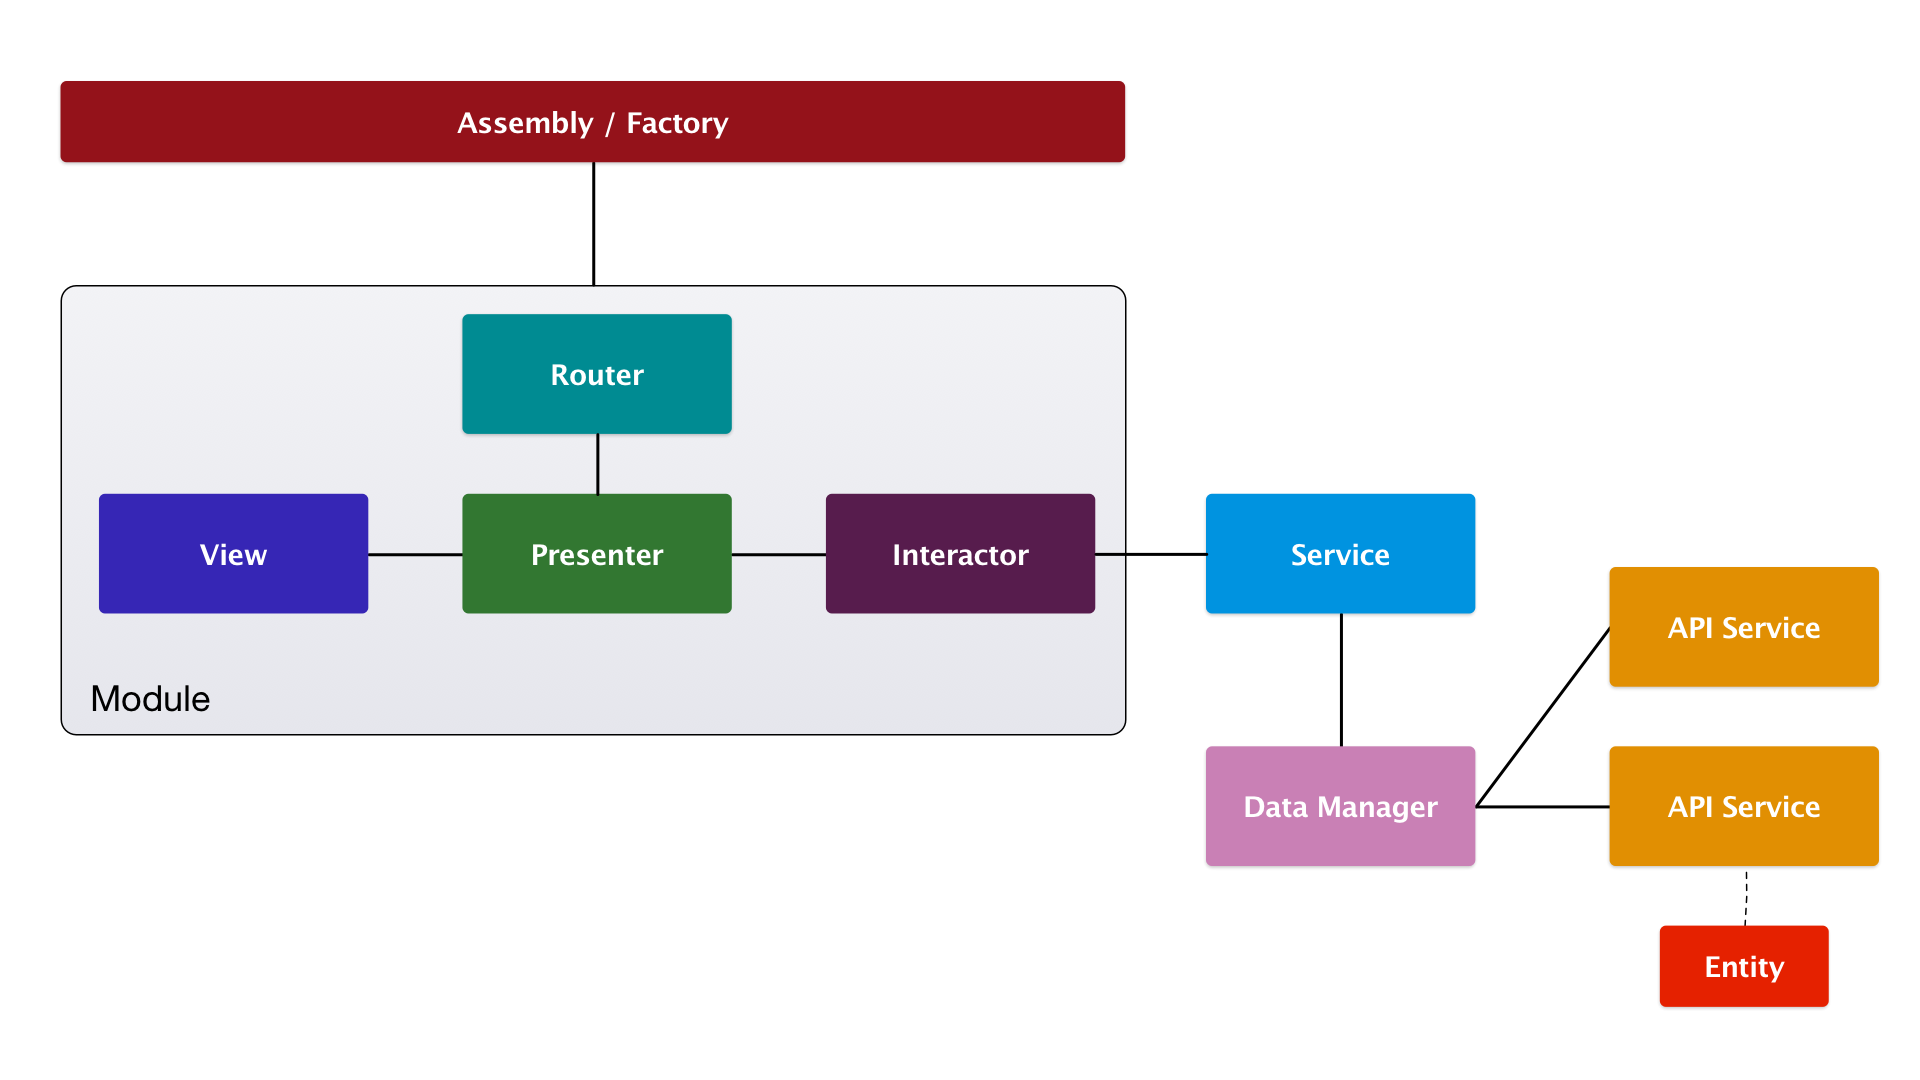 Assembly / Factory
Router
View
Presenter
Interactor
Service
API Service
Module
Data Manager
API Service
Entity